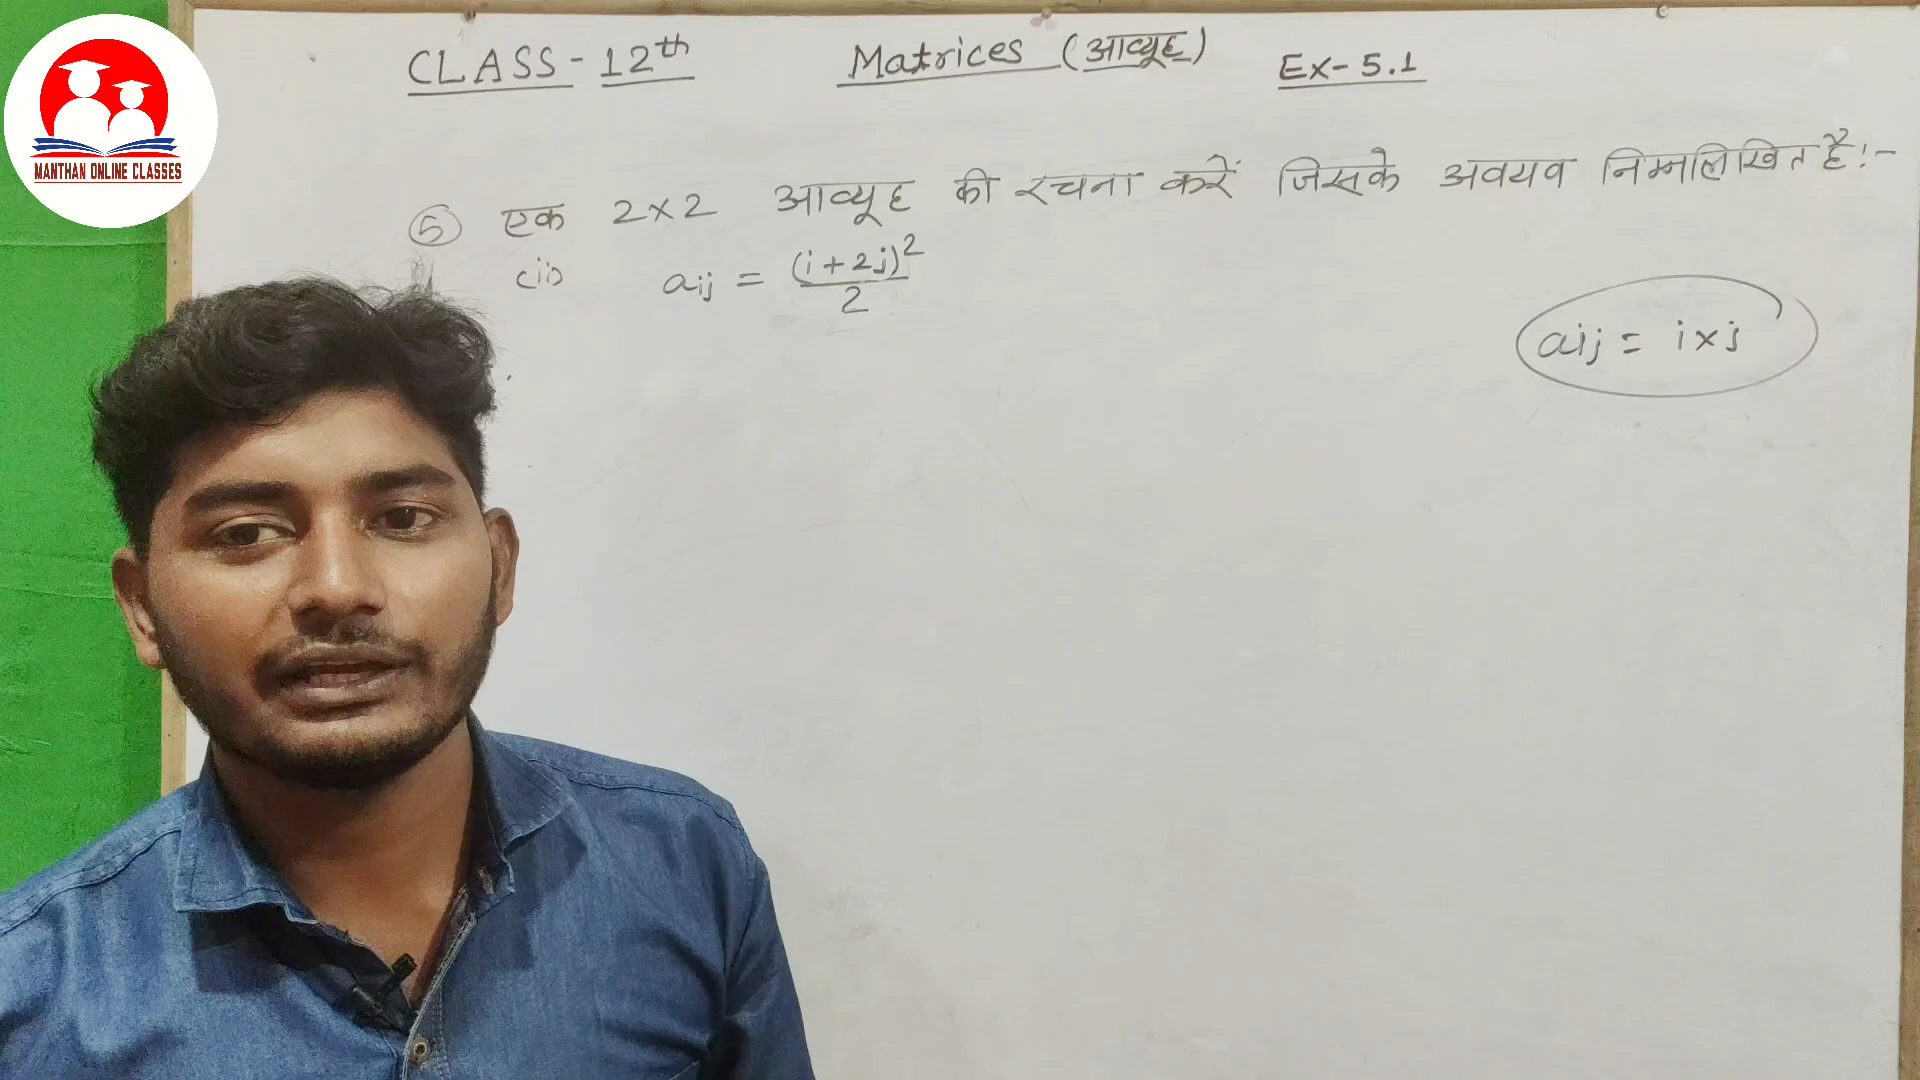 MANTHAN ONLINE CLASSES
CLASS - 12th Matrices (आव्यूह) Ex-5.1
⑤ एक 2×2 आव्यूह की रचना करें जिसके अवयव निम्नलिखित है:-
(ii) aij = (i+2j)²/2
aij = i×j